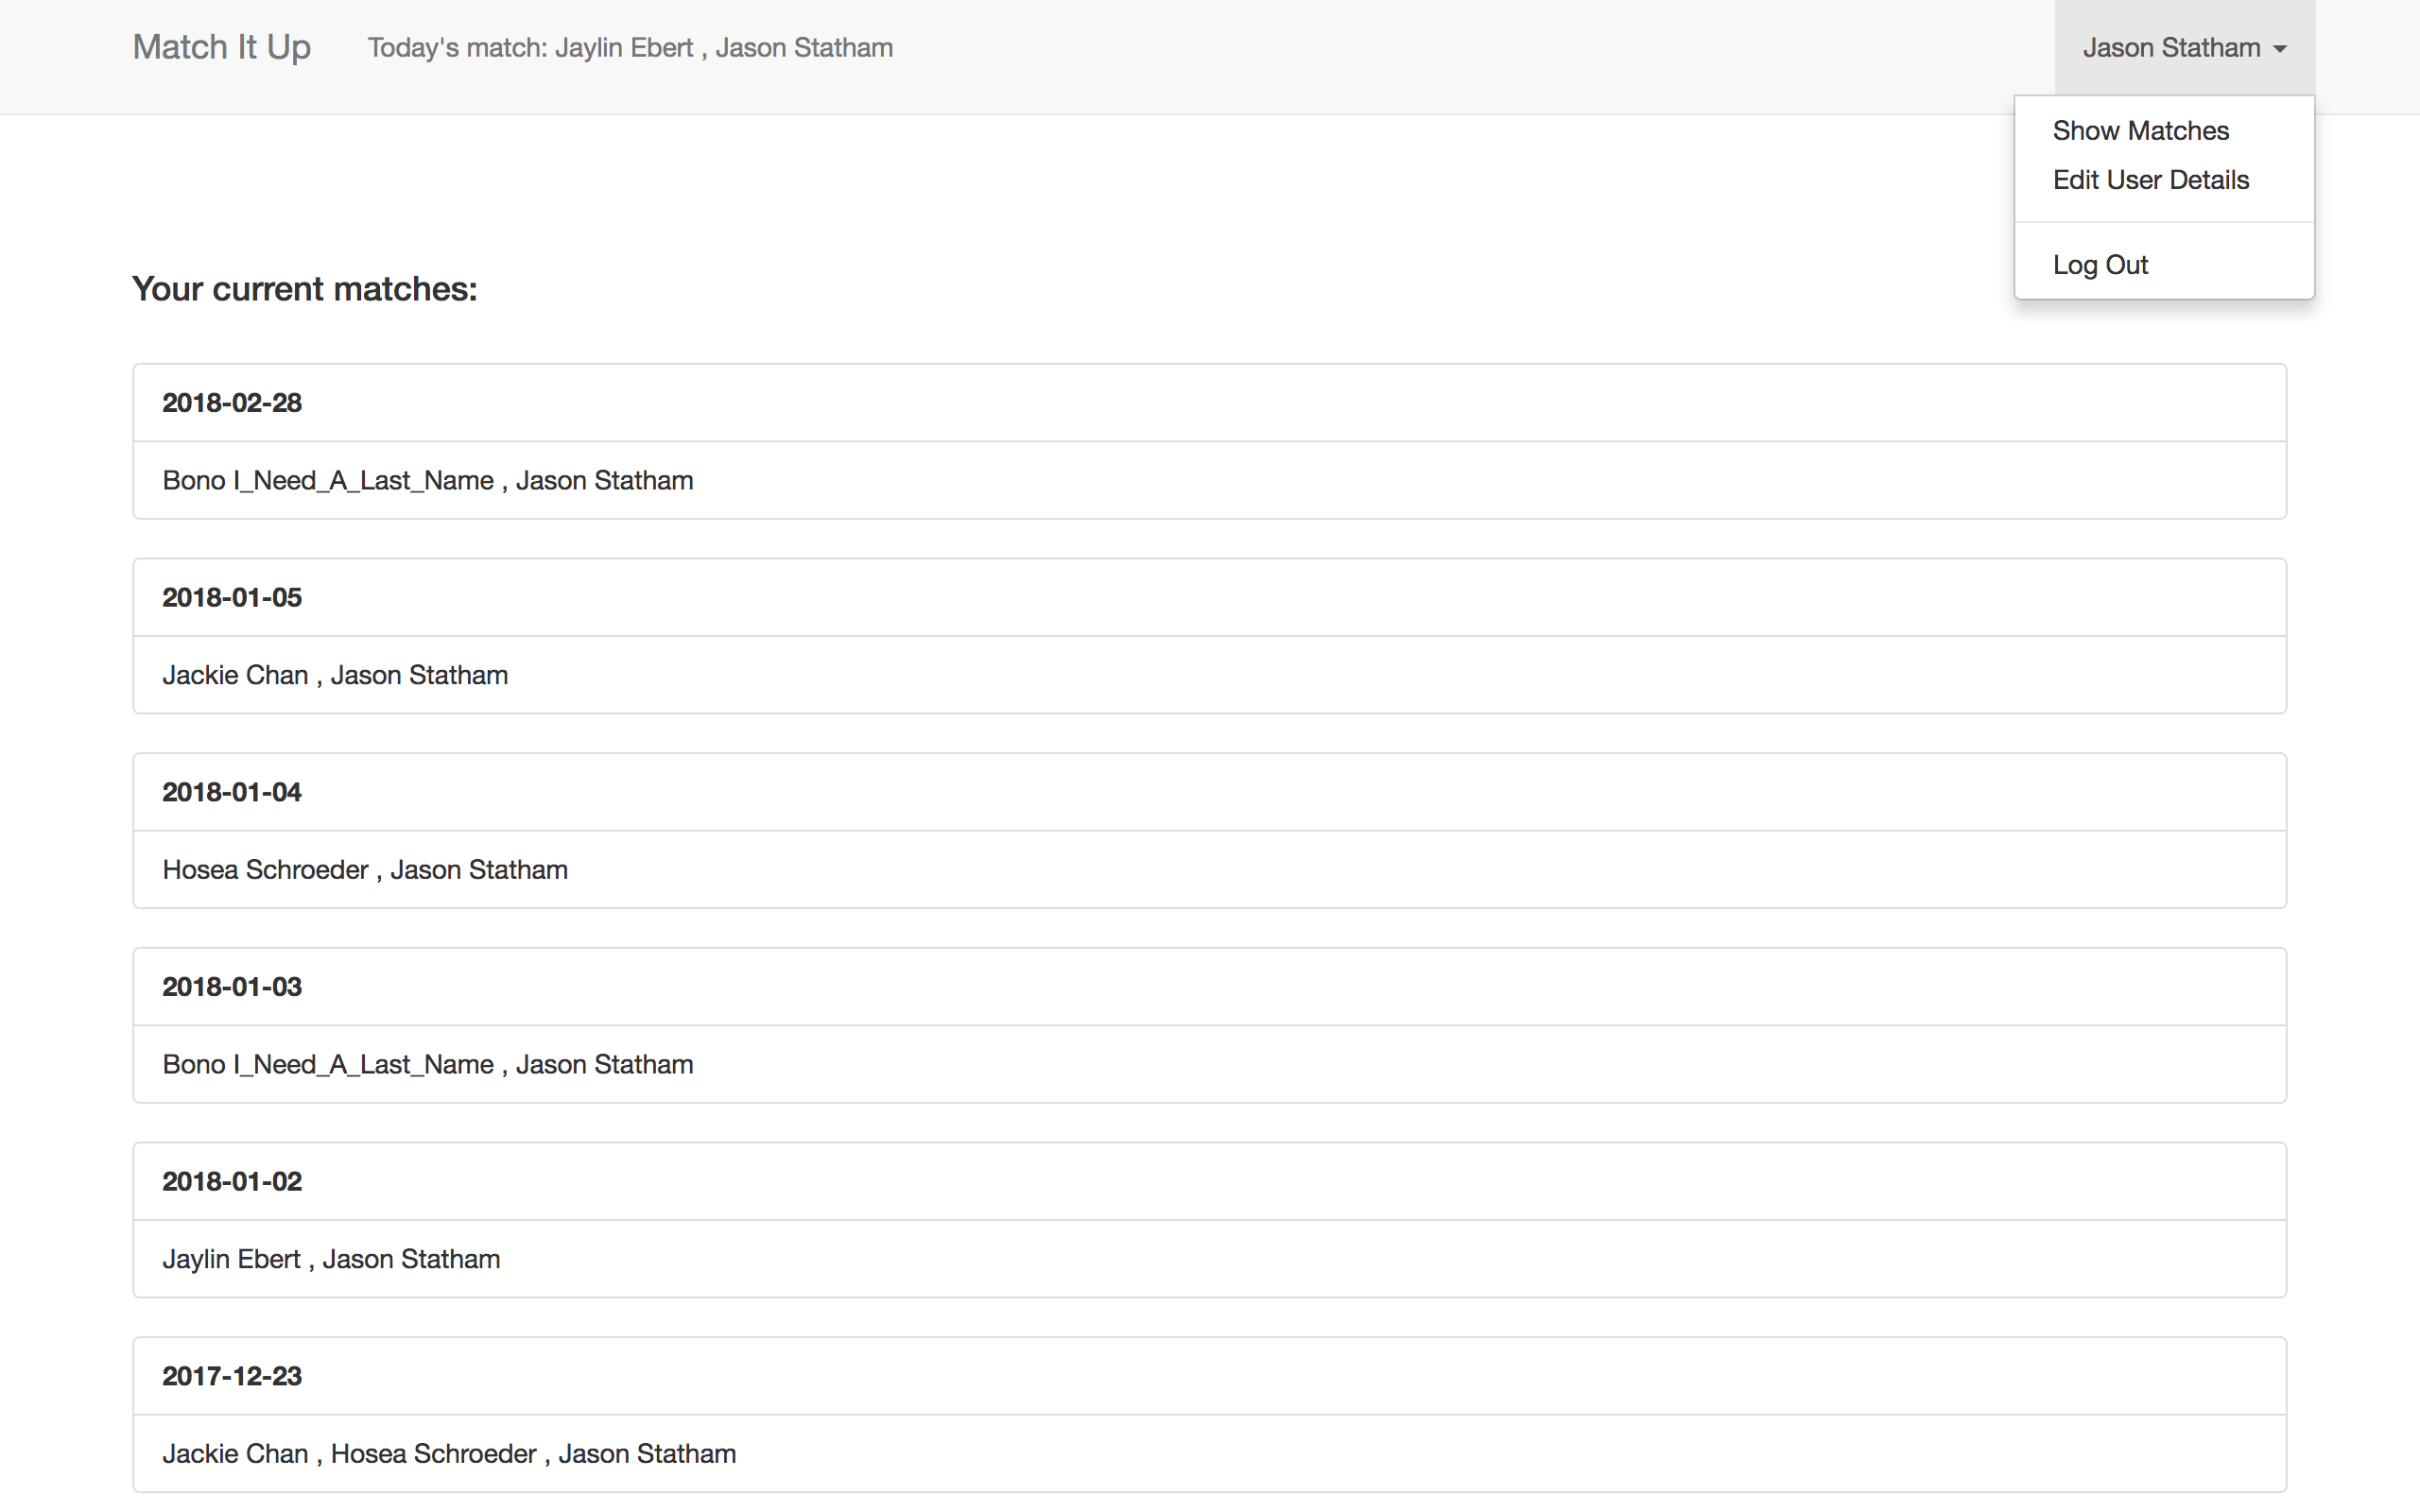 Match It Up
Today's match: Jaylin Ebert , Jason Statham
Jason Statham
Show Matches
Edit User Details
Log Out
Your current matches:
2018-02-28
Bono I_Need_A_Last_Name , Jason Statham
2018-01-05
Jackie Chan , Jason Statham
2018-01-04
Hosea Schroeder , Jason Statham
2018-01-03
Bono I_Need_A_Last_Name , Jason Statham
2018-01-02
Jaylin Ebert , Jason Statham
2017-12-23
Jackie Chan , Hosea Schroeder , Jason Statham